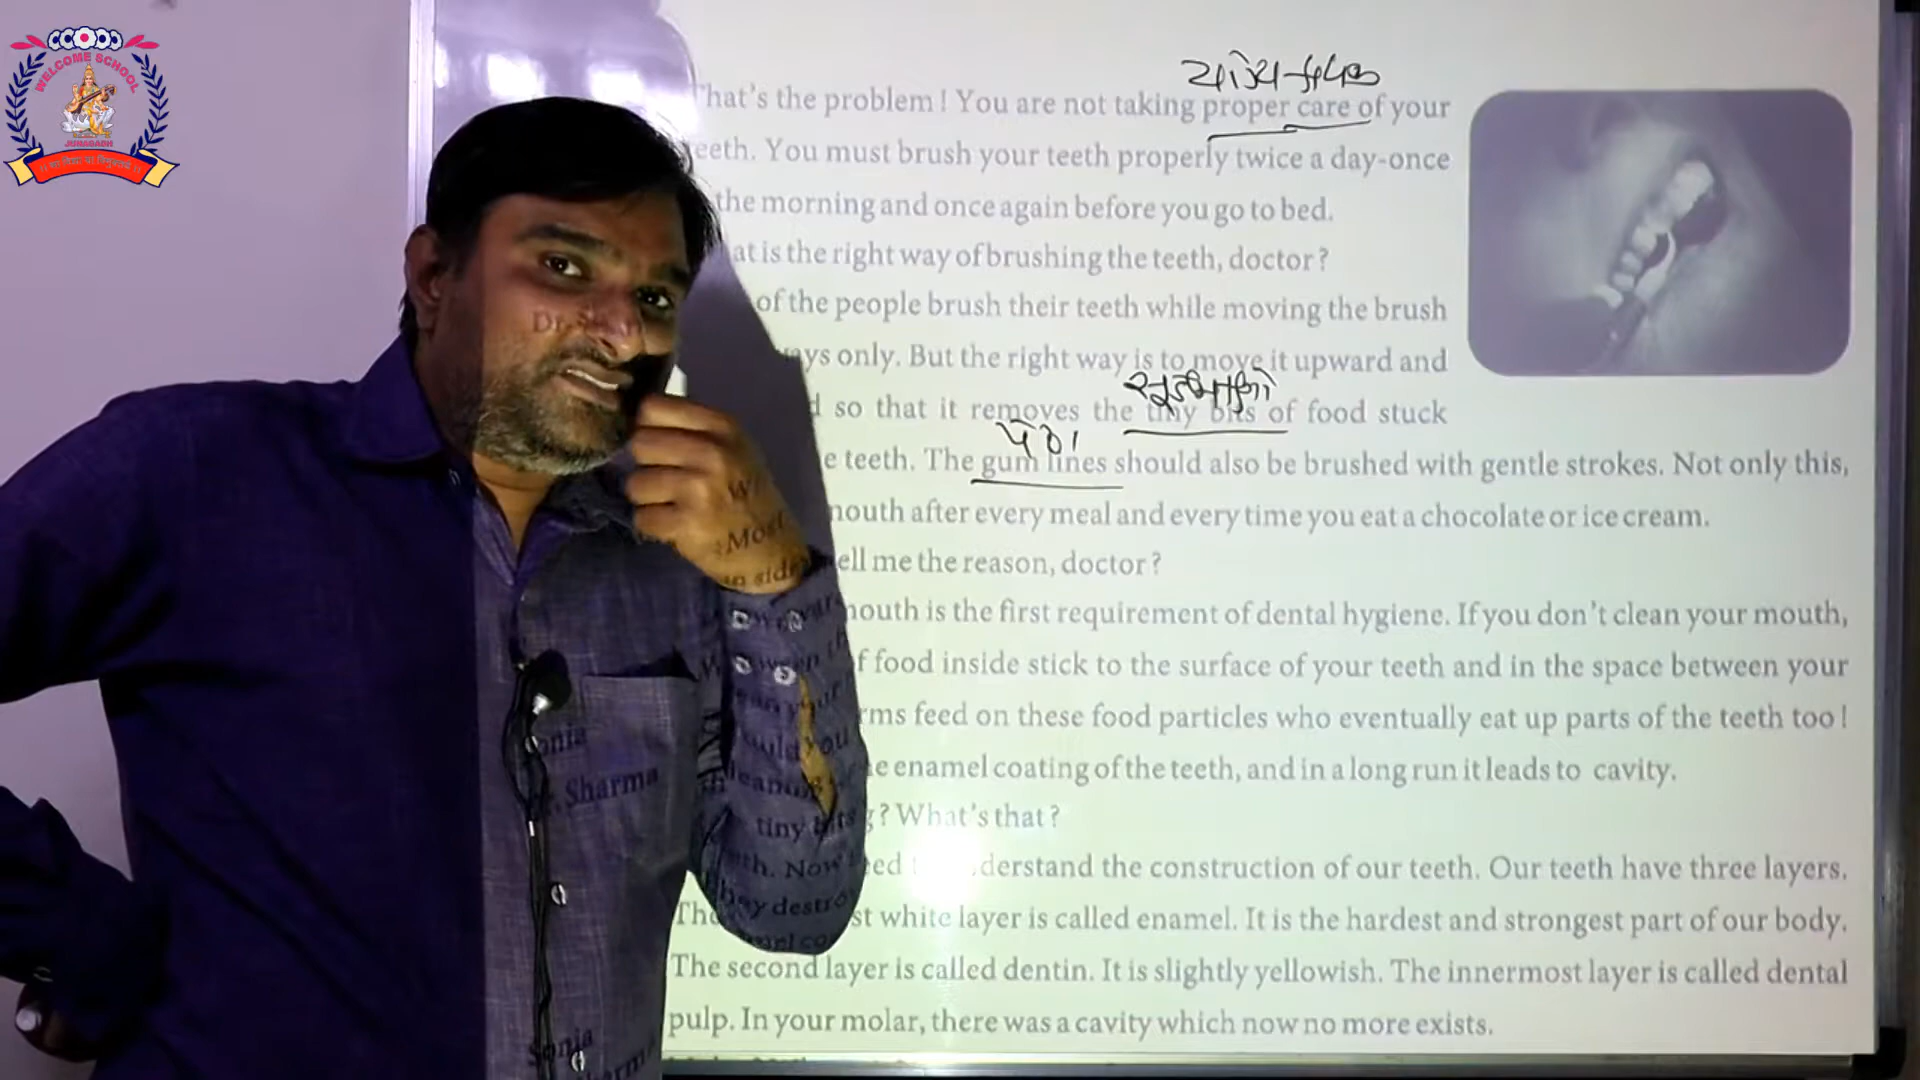 WELCOME SCHOOL
JUNAGADH
That's the problem! You are not taking proper care of your
teeth. You must brush your teeth properly twice a day-once
the morning and once again before you go to bed.
at is the right way of brushing the teeth, doctor?
of the people brush their teeth while moving the brush
ways only. But the right way is to move it upward and
so that it removes the tiny bits of food stuck
પેઢા
e teeth. The gum lines should also be brushed with gentle strokes. Not only this,
mouth after every meal and every time you eat a chocolate or ice cream.
ell me the reason, doctor?
mouth is the first requirement of dental hygiene. If you don't clean your mouth,
f food inside stick to the surface of your teeth and in the space between your
rms feed on these food particles who eventually eat up parts of the teeth too!
e enamel coating of the teeth, and in a long run it leads to cavity.
g? What's that?
derstand the construction of our teeth. Our teeth have three layers.
st white layer is called enamel. It is the hardest and strongest part of our body.
The second layer is called dentin. It is slightly yellowish. The innermost layer is called dental
pulp. In your molar, there was a cavity which now no more exists.
Most
Sharma
tiny bits
Now
they destro
Sonia